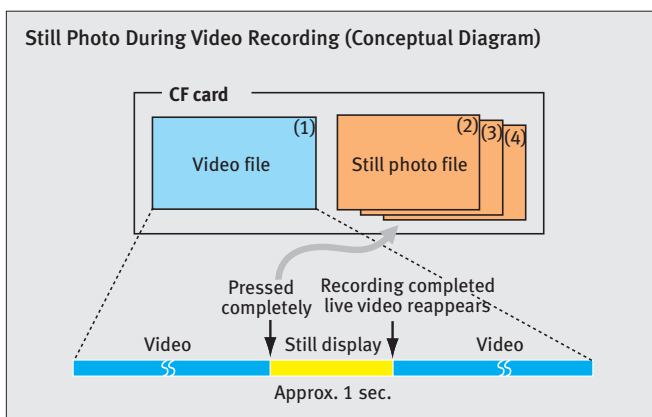 Still Photo During Video Recording (Conceptual Diagram)
CF card
(1)
Video file
(2)
(3)
(4)
Still photo file
Pressed
completely
Recording completed
live video reappears
Video
Still display
Video
Approx. 1 sec.